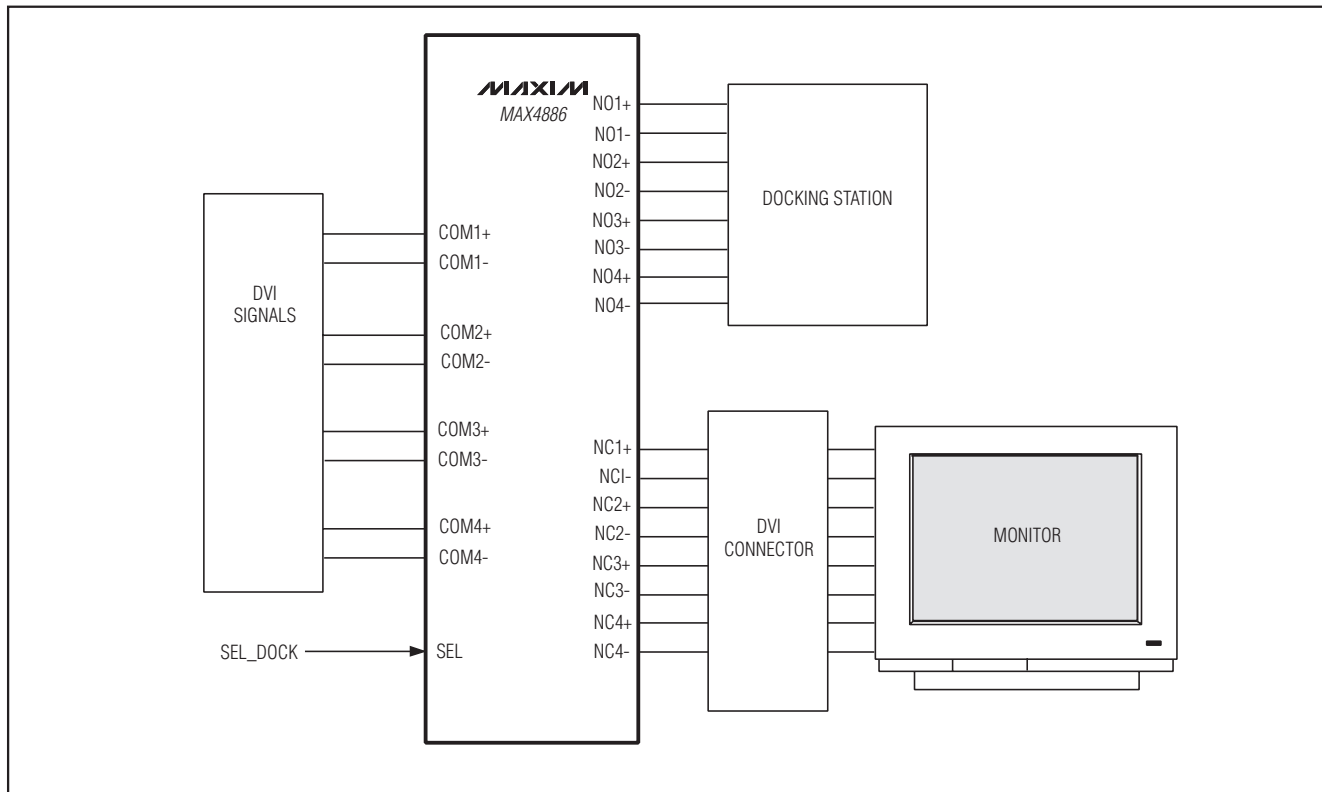 MAXIM
MAX4886
NO1+
NO1-
NO2+
NO2-
NO3+
NO3-
NO4+
NO4-
DOCKING STATION
DVI
SIGNALS
COM1+
COM1-
COM2+
COM2-
COM3+
COM3-
COM4+
COM4-
SEL_DOCK
SEL
NC1+
NCI-
NC2+
NC2-
NC3+
NC3-
NC4+
NC4-
DVI
CONNECTOR
MONITOR